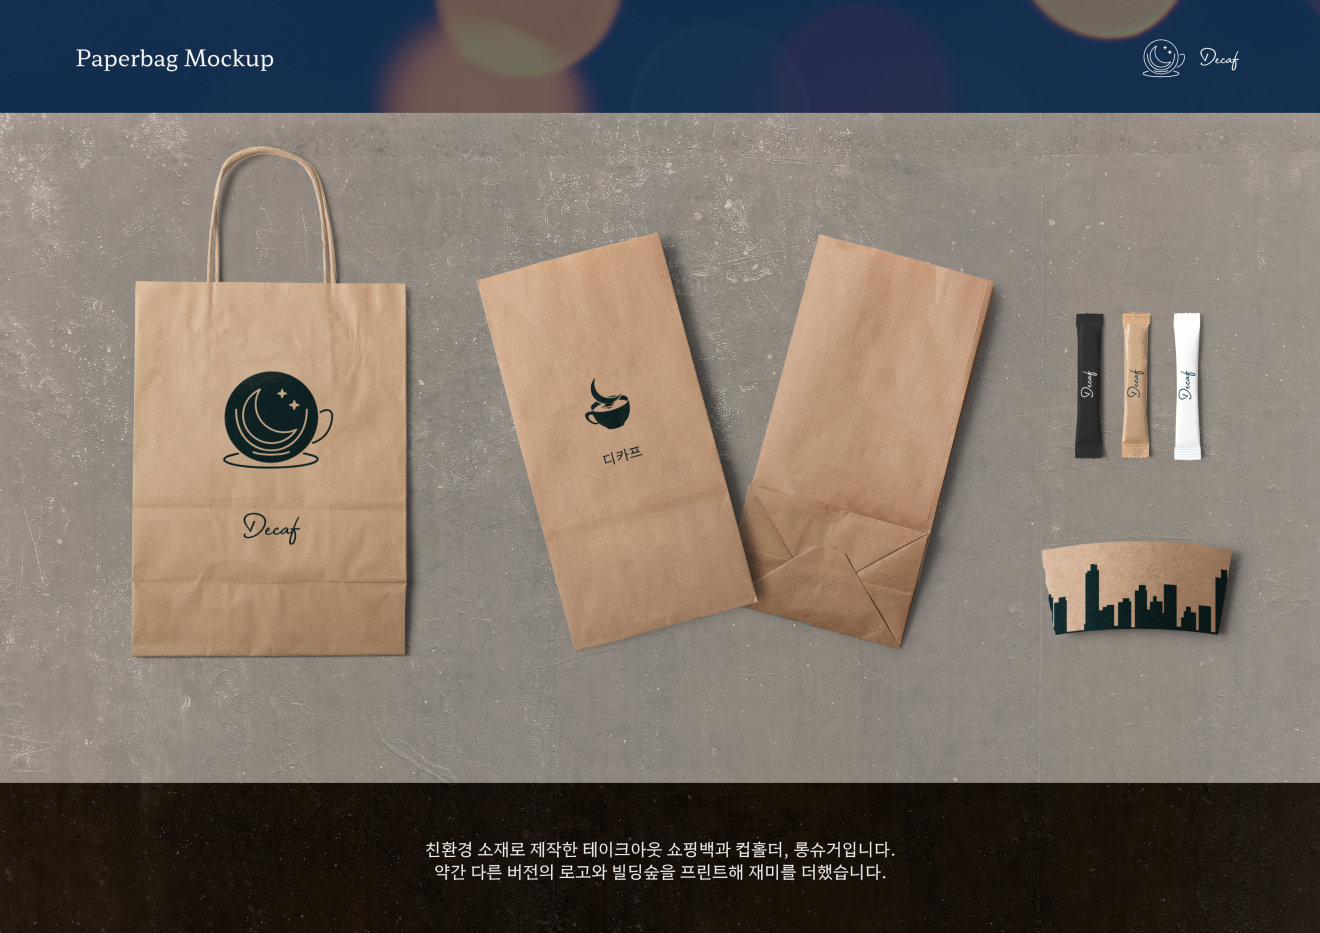 Paperbag Mockup
Decaf
Decaf
디카프
Decaf
Decaf
Decaf
친환경 소재로 제작한 테이크아웃 쇼핑백과 컵홀더, 롱슈거입니다.
약간 다른 버전의 로고와 빌딩숲을 프린트해 재미를 더했습니다.